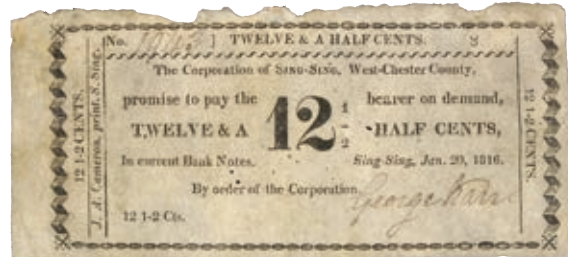 No. ] TWELVE & A HALF CENTS.
The Corporation of SING-SING, West-Chester County,
promise to pay the 12 1/2 bearer on demand,
TWELVE & A HALF CENTS,
In current Bank Notes. Sing-Sing, Jan. 20, 1816.
By order of the Corporation
George
12 1-2 Cts.
12 1-2 CENTS.
J. A. Cameron, print. S. Sing.
12 1-2 CENTS.